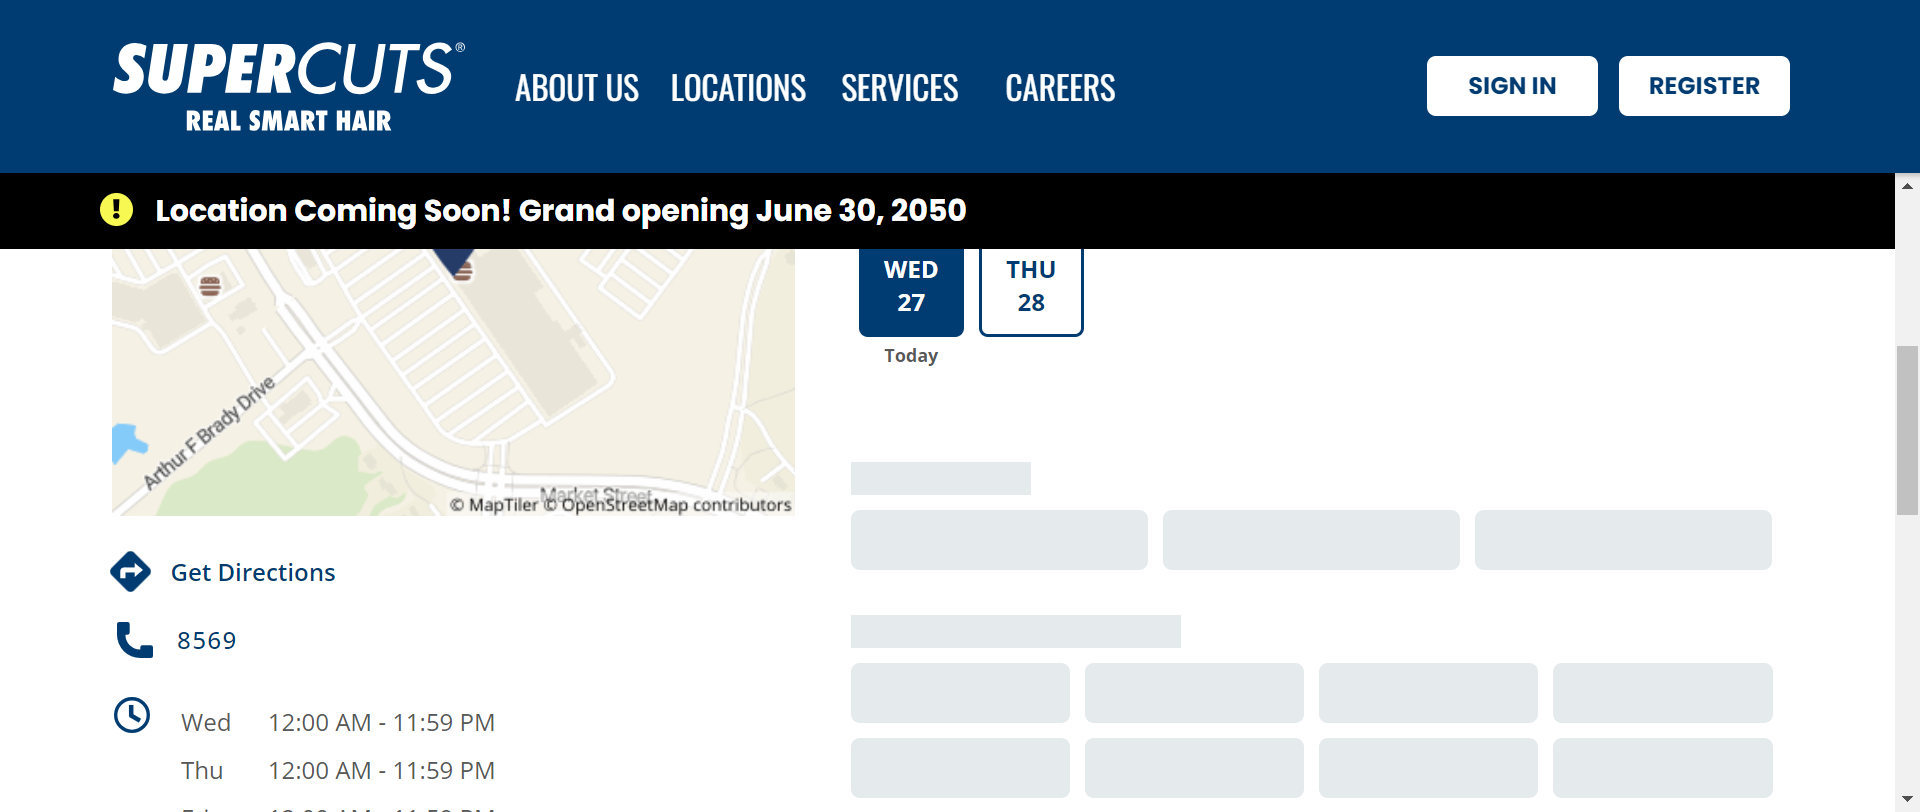 SUPERCUTS®
REAL SMART HAIR
ABOUT US
LOCATIONS
SERVICES
CAREERS
SIGN IN
REGISTER
Location Coming Soon! Grand opening June 30, 2050
Arthur F Brady Drive
Market Street
© MapTiler © OpenStreetMap contributors
WED
27
THU
28
Today
Get Directions
8569
Wed 12:00 AM - 11:59 PM
Thu 12:00 AM - 11:59 PM